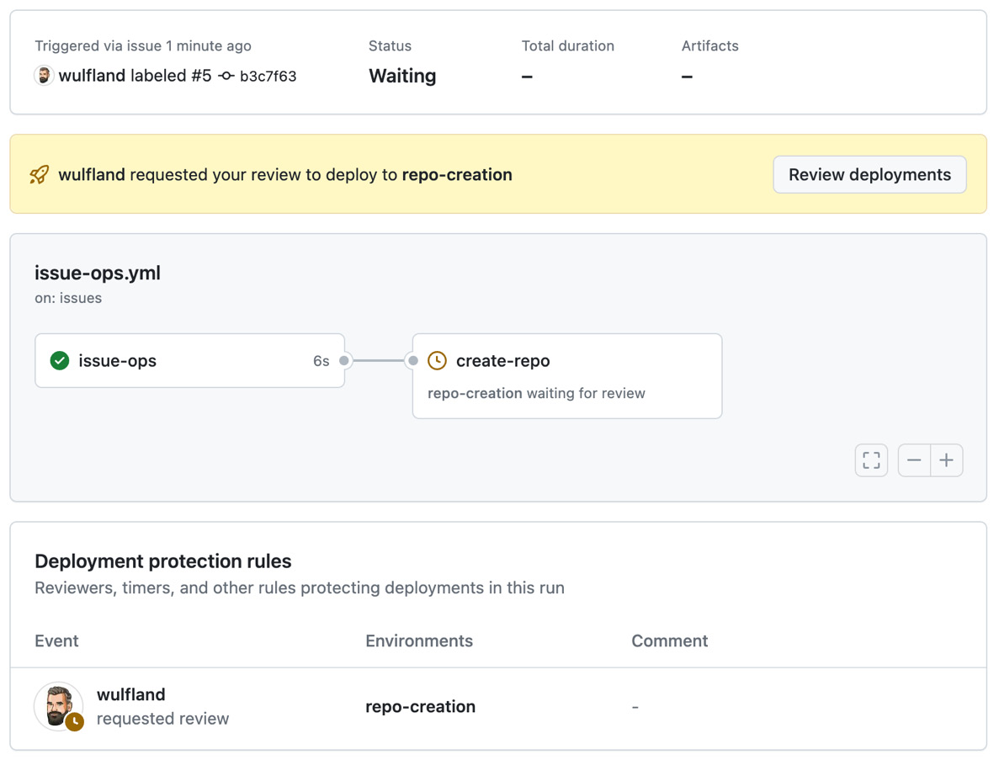 Triggered via issue 1 minute ago
wulfland labeled #5 b3c7f63
Status
Waiting
Total duration
–
Artifacts
–
wulfland requested your review to deploy to repo-creation
Review deployments
issue-ops.yml
on: issues
issue-ops 6s
create-repo
repo-creation waiting for review
Deployment protection rules
Reviewers, timers, and other rules protecting deployments in this run
Event Environments Comment
wulfland
requested review
repo-creation
-